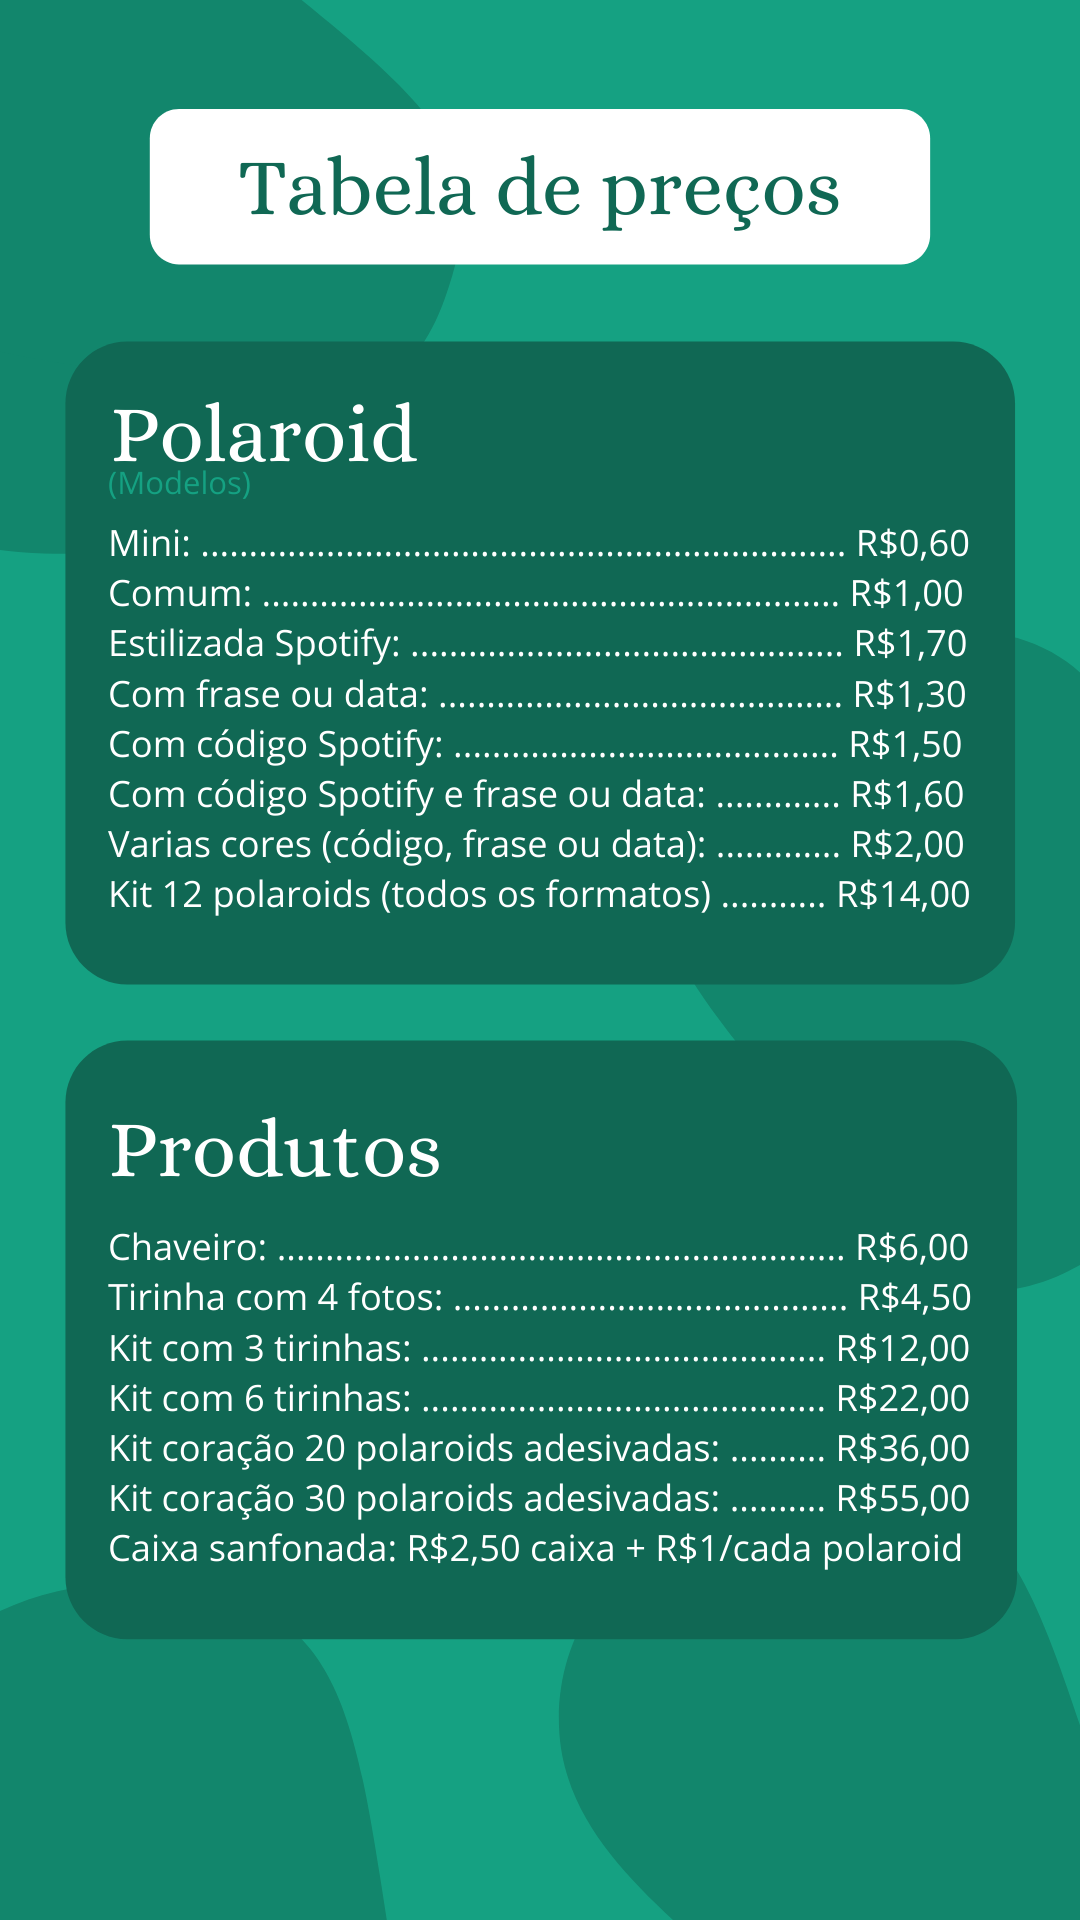 Tabela de preços
Polaroid
(Modelos)
Mini: ................................................................... R$0,60
Comum: ............................................................ R$1,00
Estilizada Spotify: ............................................. R$1,70
Com frase ou data: .......................................... R$1,30
Com código Spotify: ........................................ R$1,50
Com código Spotify e frase ou data: ............. R$1,60
Varias cores (código, frase ou data): ............. R$2,00
Kit 12 polaroids (todos os formatos) ........... R$14,00
Produtos
Chaveiro: ........................................................... R$6,00
Tirinha com 4 fotos: ......................................... R$4,50
Kit com 3 tirinhas: .......................................... R$12,00
Kit com 6 tirinhas: .......................................... R$22,00
Kit coração 20 polaroids adesivadas: .......... R$36,00
Kit coração 30 polaroids adesivadas: .......... R$55,00
Caixa sanfonada: R$2,50 caixa + R$1/cada polaroid